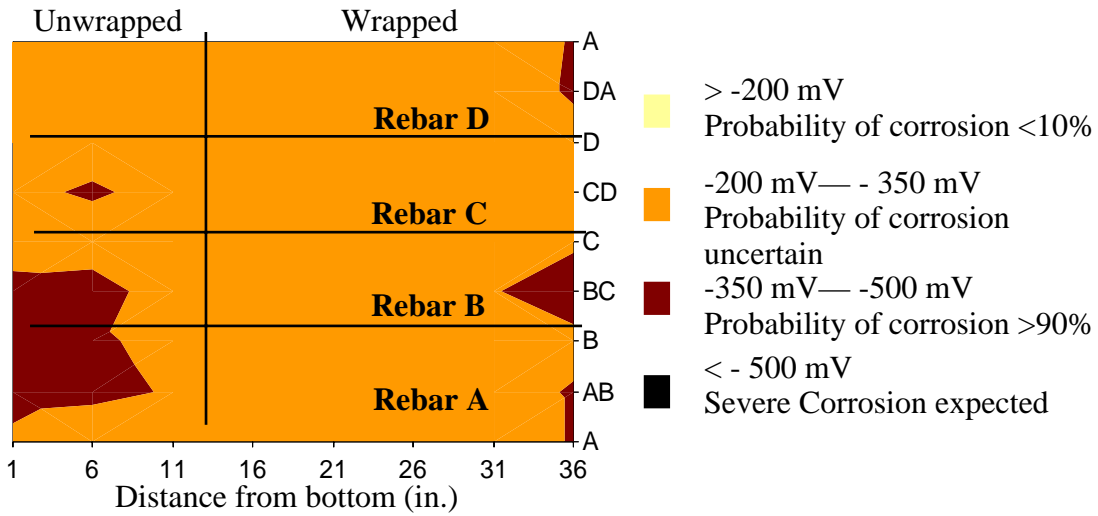 Unwrapped Wrapped
A
DA
Rebar D
D
CD
Rebar C
C
BC
Rebar B
B
AB
Rebar A
A
1 6 11 16 21 26 31 36
Distance from bottom (in.)
> -200 mV
Probability of corrosion <10%
-200 mV— - 350 mV
Probability of corrosion
uncertain
-350 mV— -500 mV
Probability of corrosion >90%
< - 500 mV
Severe Corrosion expected